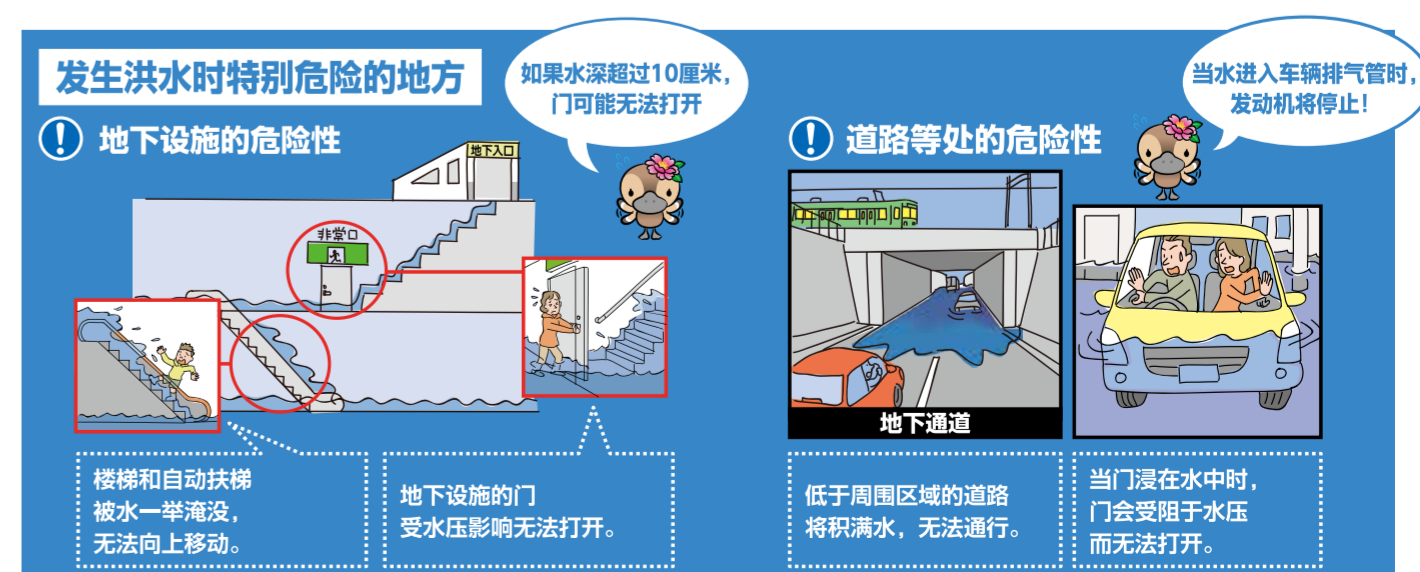 发生洪水时特别危险的地方
如果水深超过10厘米，
门可能无法打开
当水进入车辆排气管时，
发动机将停止！
! 地下设施的危险性
! 道路等处的危险性
地下入口
非常口
地下通道
楼梯和自动扶梯
被水一举淹没，
无法向上移动。
地下设施的门
受水压影响无法打开。
低于周围区域的道路
将积满水，无法通行。
当门浸在水中时，
门会受阻于水压
而无法打开。